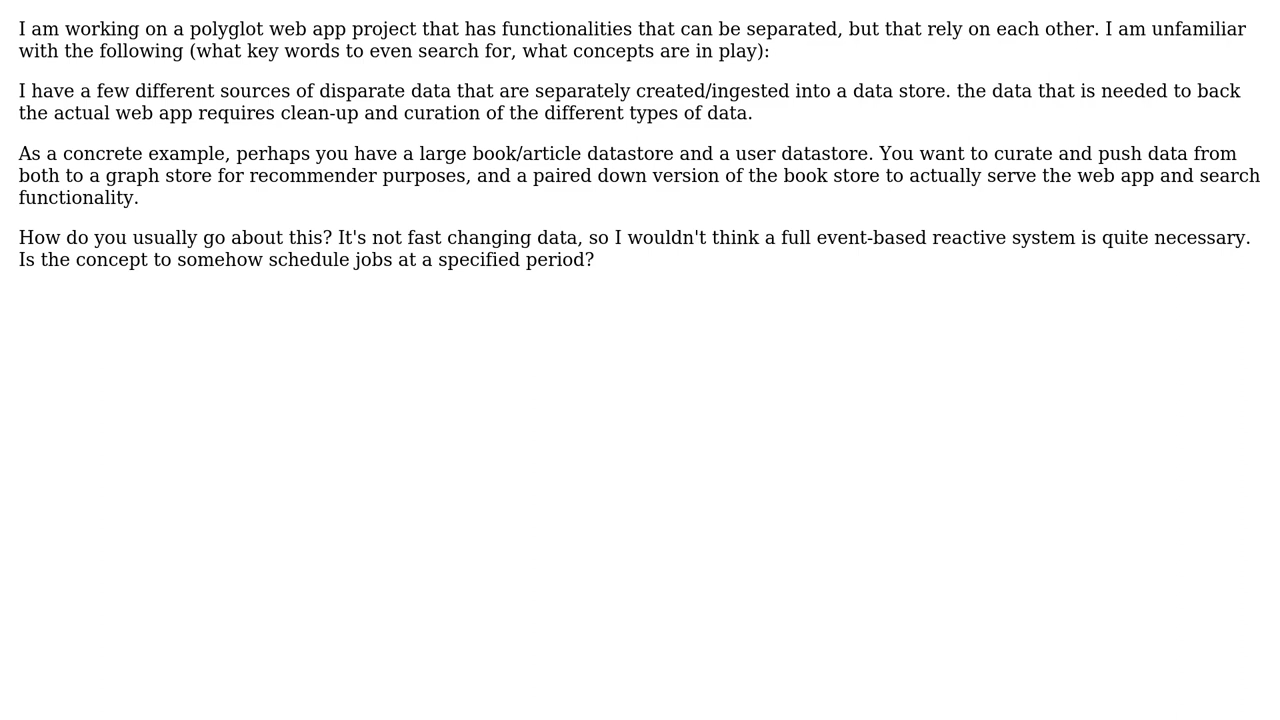 I am working on a polyglot web app project that has functionalities that can be separated, but that rely on each other. I am unfamiliar
with the following (what key words to even search for, what concepts are in play):
I have a few different sources of disparate data that are separately created/ingested into a data store. the data that is needed to back
the actual web app requires clean-up and curation of the different types of data.
As a concrete example, perhaps you have a large book/article datastore and a user datastore. You want to curate and push data from
both to a graph store for recommender purposes, and a paired down version of the book store to actually serve the web app and search
functionality.
How do you usually go about this? It's not fast changing data, so I wouldn't think a full event-based reactive system is quite necessary.
Is the concept to somehow schedule jobs at a specified period?